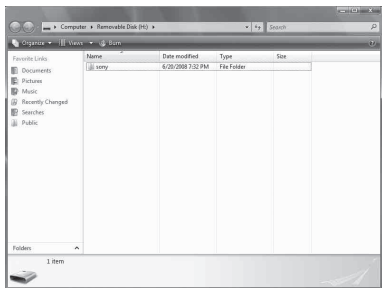 Computer ▸ Removable Disk (H:) ▸ Search
Organize Views Burn
Favorite Links
Documents
Pictures
Music
Recently Changed
Searches
Public
Folders
Name Date modified Type Size
sony 6/20/2008 7:32 PM File Folder
1 item